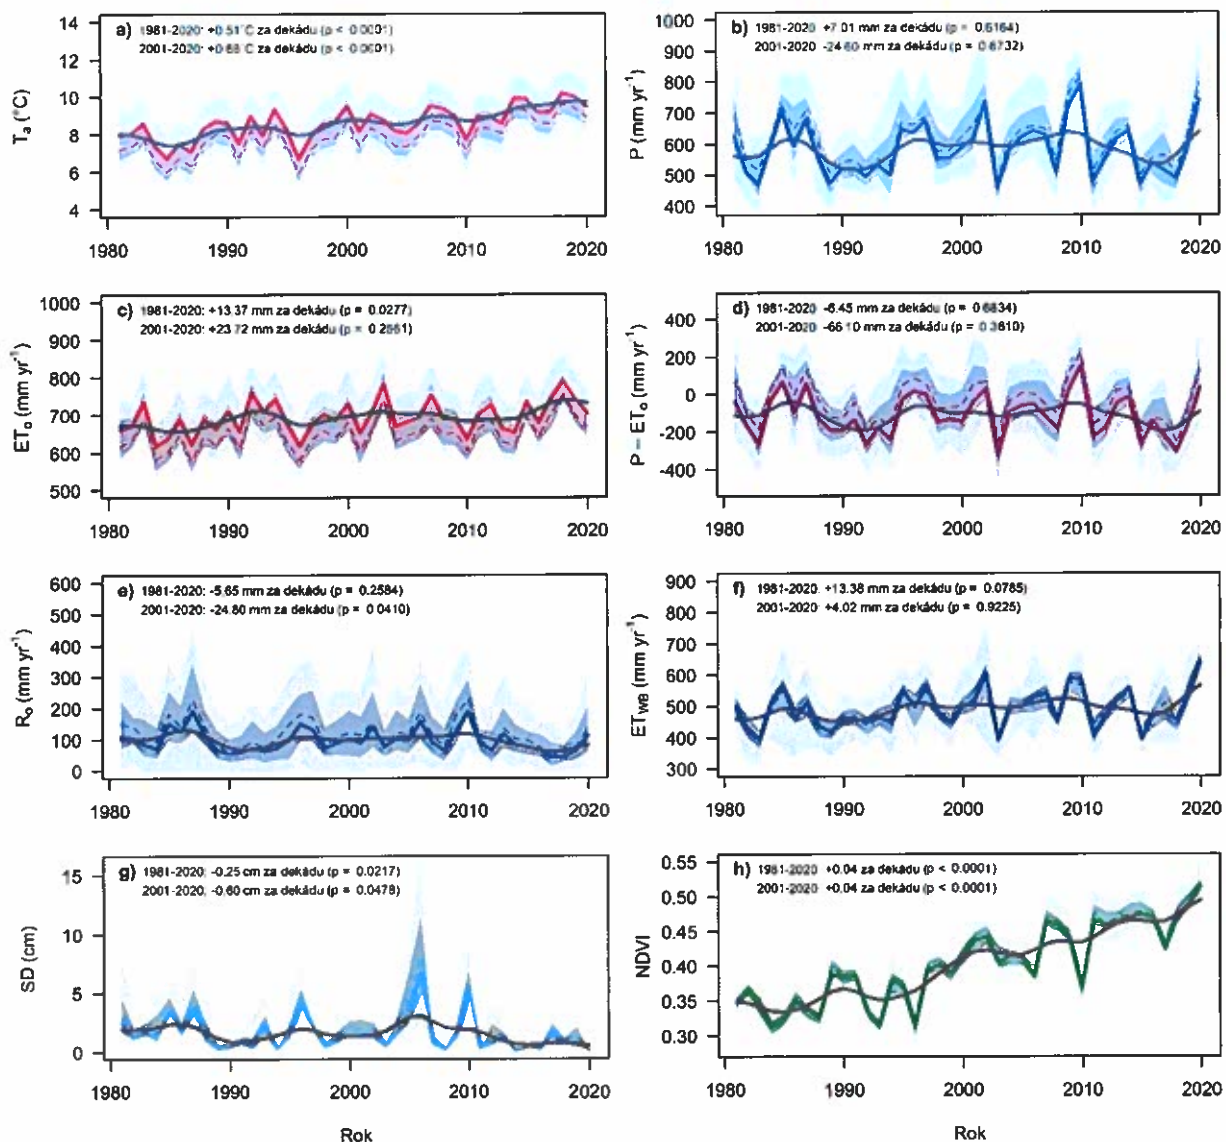 a) 1981-2020: +0.51°C za dekádu (p < 0.0001)
2001-2020: +0.68°C za dekádu (p < 0.0001)
14
12
10
8
6
4
Ta (°C)
1980 1990 2000 2010 2020
b) 1981-2020 +7.01 mm za dekádu (p = 0.6164)
2001-2020 -24.60 mm za dekádu (p = 0.6732)
1000
900
800
700
600
500
400
P (mm yr-1)
1980 1990 2000 2010 2020
c) 1981-2020: +13.37 mm za dekádu (p = 0.0277)
2001-2020: +23.72 mm za dekádu (p = 0.2661)
1000
900
800
700
600
500
ETo (mm yr-1)
1980 1990 2000 2010 2020
d) 1981-2020 -6.45 mm za dekádu (p = 0.6834)
2001-2020 -66.10 mm za dekádu (p = 0.3810)
400
200
0
-200
-400
P – ETo (mm yr-1)
1980 1990 2000 2010 2020
e) 1981-2020: -5.65 mm za dekádu (p = 0.2584)
2001-2020: -24.80 mm za dekádu (p = 0.0410)
600
500
400
300
200
100
0
Ro (mm yr-1)
1980 1990 2000 2010 2020
f) 1981-2020: +13.38 mm za dekádu (p = 0.0785)
2001-2020: +4.02 mm za dekádu (p = 0.9225)
900
800
700
600
500
400
300
ETWB (mm yr-1)
1980 1990 2000 2010 2020
g) 1981-2020: -0.25 cm za dekádu (p = 0.0217)
2001-2020: -0.60 cm za dekádu (p = 0.0478)
15
10
5
0
SD (cm)
1980 1990 2000 2010 2020
Rok
h) 1981-2020 +0.04 za dekádu (p < 0.0001)
2001-2020 +0.04 za dekádu (p < 0.0001)
0.55
0.50
0.45
0.40
0.35
0.30
NDVI
1980 1990 2000 2010 2020
Rok